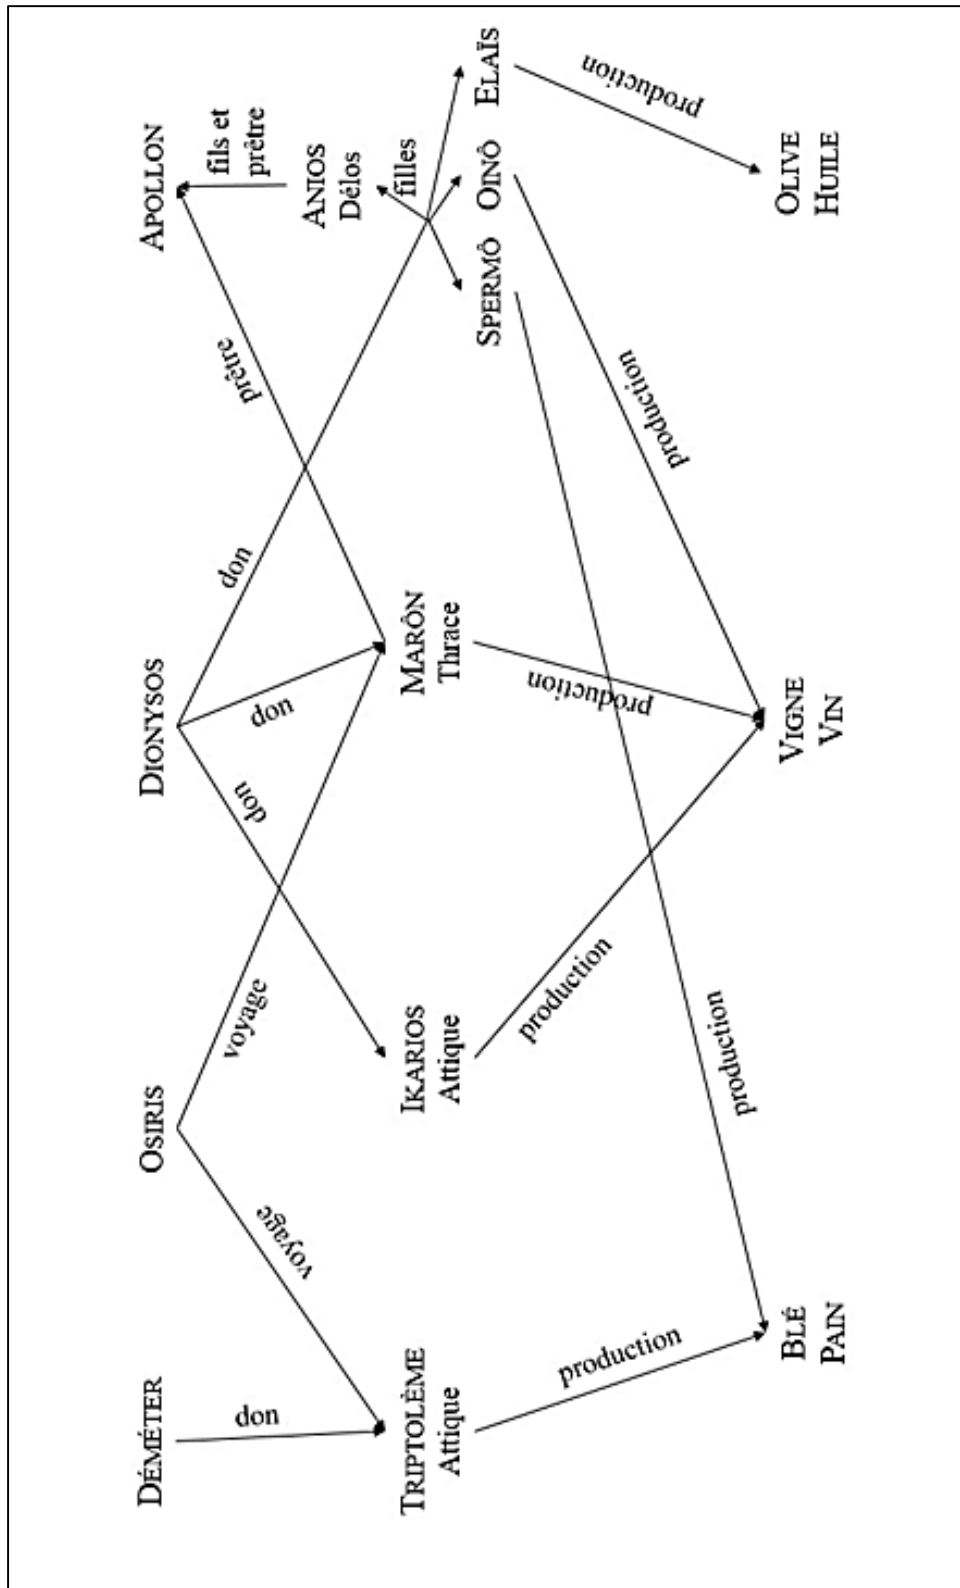 DÉMÉTER
OSIRIS
DIONYSOS
APOLLON
don
voyage
voyage
don
don
don
prêtre
fils et
prêtre
ANIOS
Délos
filles
TRIPTOLÈME
Attique
IKARIOS
Attique
MARÔN
Thrace
SPERMÔ
OINÔ
ELAÏS
production
production
production
production
production
production
BLÉ
PAIN
VIGNE
VIN
OLIVE
HUILE